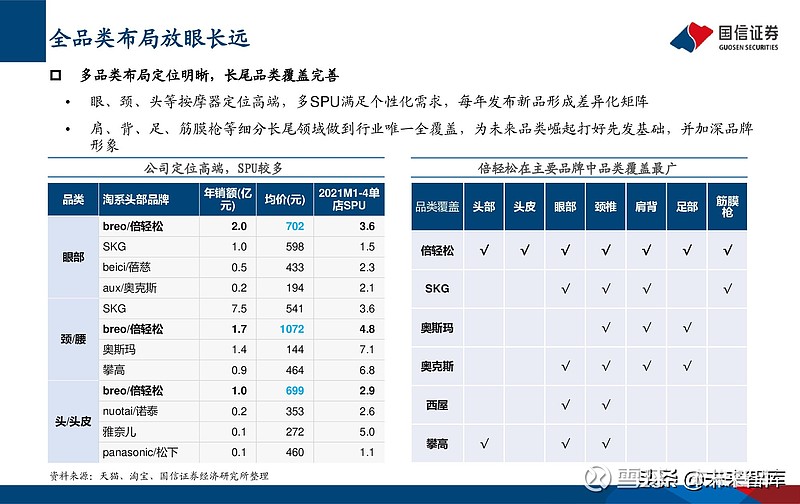 全品类布局放眼长远
国信证券
GUOSEN SECURITIES
多品类布局定位明晰，长尾品类覆盖完善
• 眼、颈、头等按摩器定位高端，多SPU满足个性化需求，每年发布新品形成差异化矩阵
• 肩、背、足、筋膜枪等细分长尾领域做到行业唯一全覆盖，为未来品类崛起打好先发基础，并加深品牌
形象
公司定位高端，SPU较多
品类 淘系头部品牌 年销额(亿元) 均价(元) 2021M1-4单店SPU
眼部 breo/倍轻松 2.0 702 3.6
SKG 1.0 598 1.5
beici/蓓慈 0.5 433 2.3
aux/奥克斯 0.2 194 2.1
颈/腰 SKG 7.5 541 3.6
breo/倍轻松 1.7 1072 4.8
奥斯玛 1.4 144 7.1
攀高 0.9 464 6.8
头/头皮 breo/倍轻松 1.0 699 2.9
nuotai/诺泰 0.2 353 2.6
雅奈儿 0.1 272 5.0
panasonic/松下 0.1 460 1.1
倍轻松在主要品牌中品类覆盖最广
品类覆盖 头部 头皮 眼部 颈椎 肩背 足部 筋膜枪
倍轻松 √ √ √ √ √ √ √
SKG √ √ √ √
奥斯玛 √ √ √
奥克斯 √ √ √ √
西屋 √ √
攀高 √ √ √
资料来源：天猫、淘宝、国信证券经济研究所整理